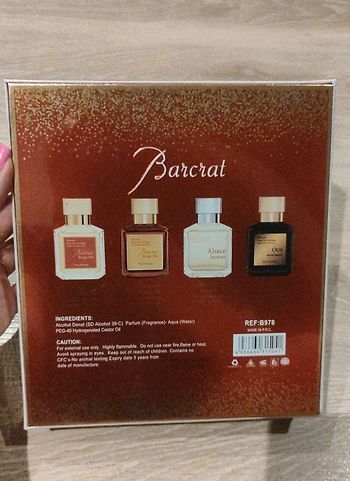 Barcrat
Barcrat
Rouge 540
Alsace
OUD
INGREDIENTS:
Alcohol Denat (SD Alcohol 39-C) Parfum (Fragrance)- Aqua (Water)
PEG-40 Hydrogenated Castor Oil
CAUTION:
For external use only Highly flammable. Do not use near fire,flame or heat.
Avoid spraying in eyes. Keep out of reach of children. Contains no
CFC's-No animal testing Expiry date 5 years from
date of manufacture.
REF:B978
MADE IN P.R.C.